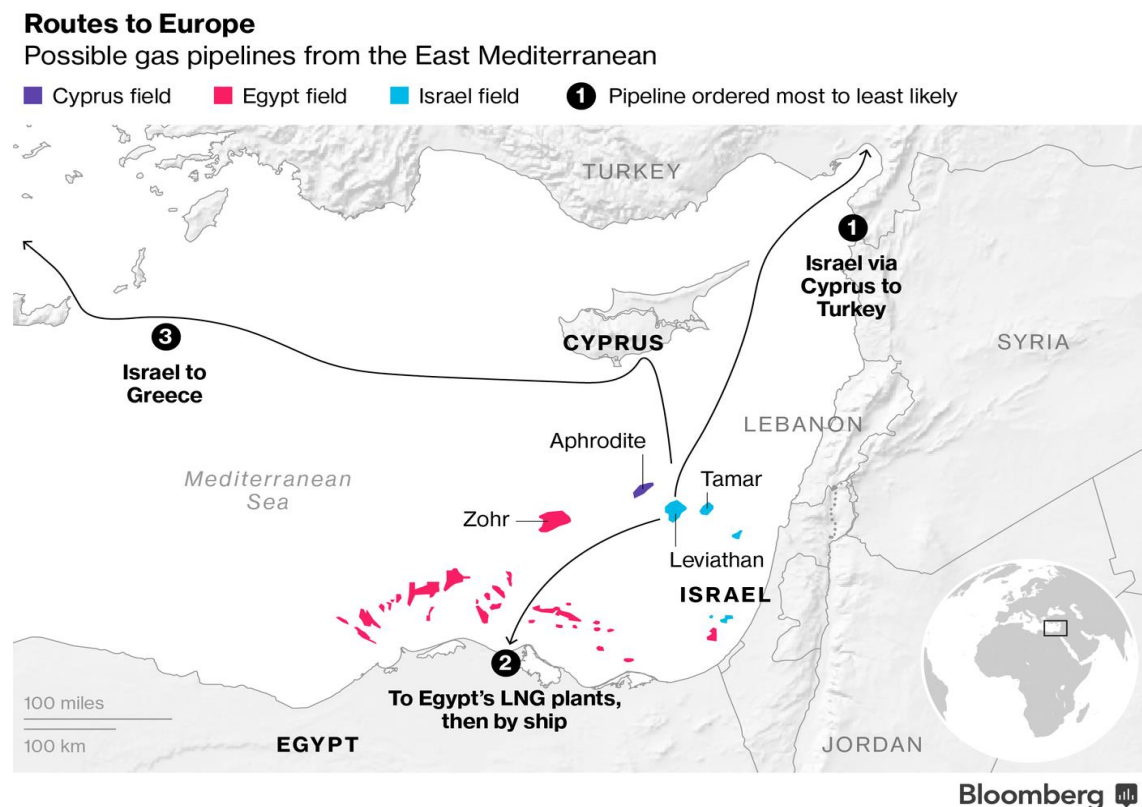 Routes to Europe
Possible gas pipelines from the East Mediterranean
Cyprus field Egypt field Israel field 1 Pipeline ordered most to least likely
TURKEY
1
Israel via
Cyprus to
Turkey
CYPRUS
SYRIA
3
Israel to
Greece
LEBANON
Aphrodite
Mediterranean
Sea
Tamar
Zohr
Leviathan
ISRAEL
2
To Egypt's LNG plants,
then by ship
100 miles
100 km
EGYPT
JORDAN
Bloomberg